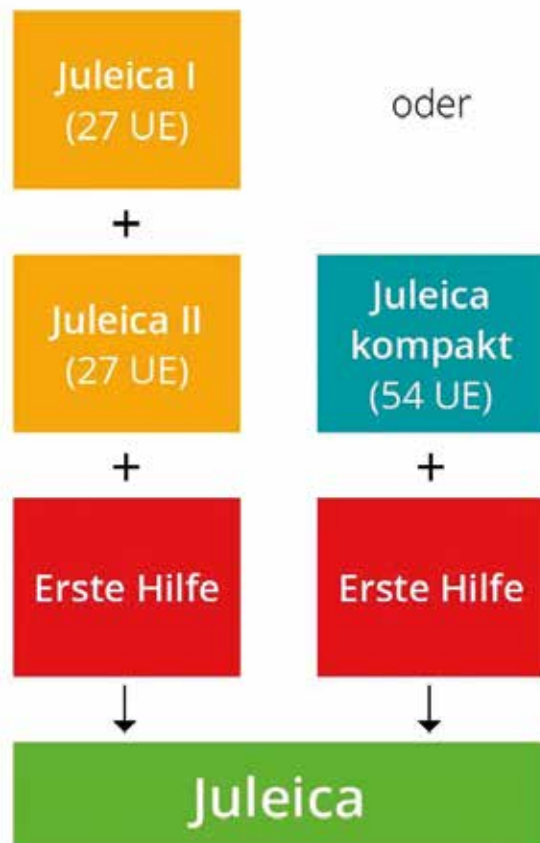 Juleica I
(27 UE)
oder
+
Juleica II
(27 UE)
Juleica
kompakt
(54 UE)
+
+
Erste Hilfe
Erste Hilfe
Juleica